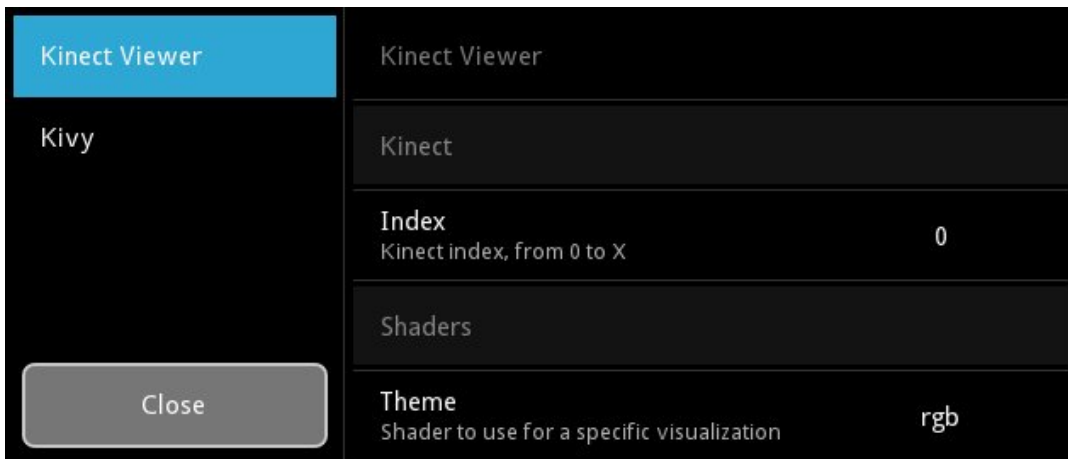 Kinect Viewer
Kivy
Close
Kinect Viewer
Kinect
Index
Kinect index, from 0 to X
0
Shaders
Theme
Shader to use for a specific visualization
rgb